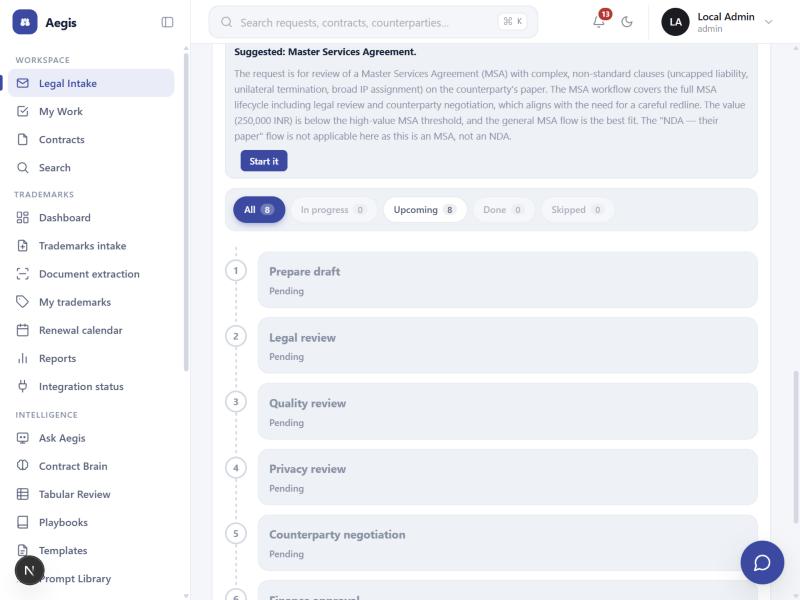 Aegis
Search requests, contracts, counterparties...
⌘ K
13
LA
Local Admin
admin
WORKSPACE
Legal Intake
My Work
Contracts
Search
TRADEMARKS
Dashboard
Trademarks intake
Document extraction
My trademarks
Renewal calendar
Reports
Integration status
INTELLIGENCE
Ask Aegis
Contract Brain
Tabular Review
Playbooks
Templates
Prompt Library
N
Suggested: Master Services Agreement.
The request is for review of a Master Services Agreement (MSA) with complex, non-standard clauses (uncapped liability,
unilateral termination, broad IP assignment) on the counterparty's paper. The MSA workflow covers the full MSA
lifecycle including legal review and counterparty negotiation, which aligns with the need for a careful redline. The value
(250,000 INR) is below the high-value MSA threshold, and the general MSA flow is the best fit. The "NDA — their
paper" flow is not applicable here as this is an MSA, not an NDA.
Start it
All 8
In progress 0
Upcoming 8
Done 0
Skipped 0
1
Prepare draft
Pending
2
Legal review
Pending
3
Quality review
Pending
4
Privacy review
Pending
5
Counterparty negotiation
Pending
6
Finance approval